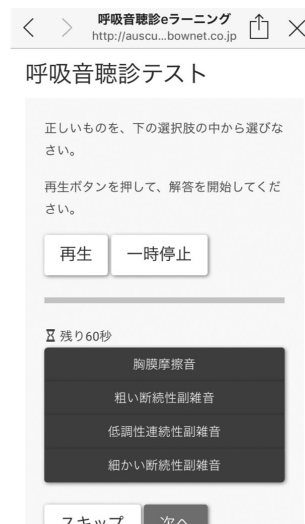 呼吸音聴診eラーニング
http://auscu...bownet.co.jp
呼吸音聴診テスト
正しいものを、下の選択肢の中から選びな
さい。
再生ボタンを押して、解答を開始してくだ
さい。
再生 一時停止
残り60秒
胸膜摩擦音
粗い断続性副雑音
低調性連続性副雑音
細かい断続性副雑音
スキップ 次へ